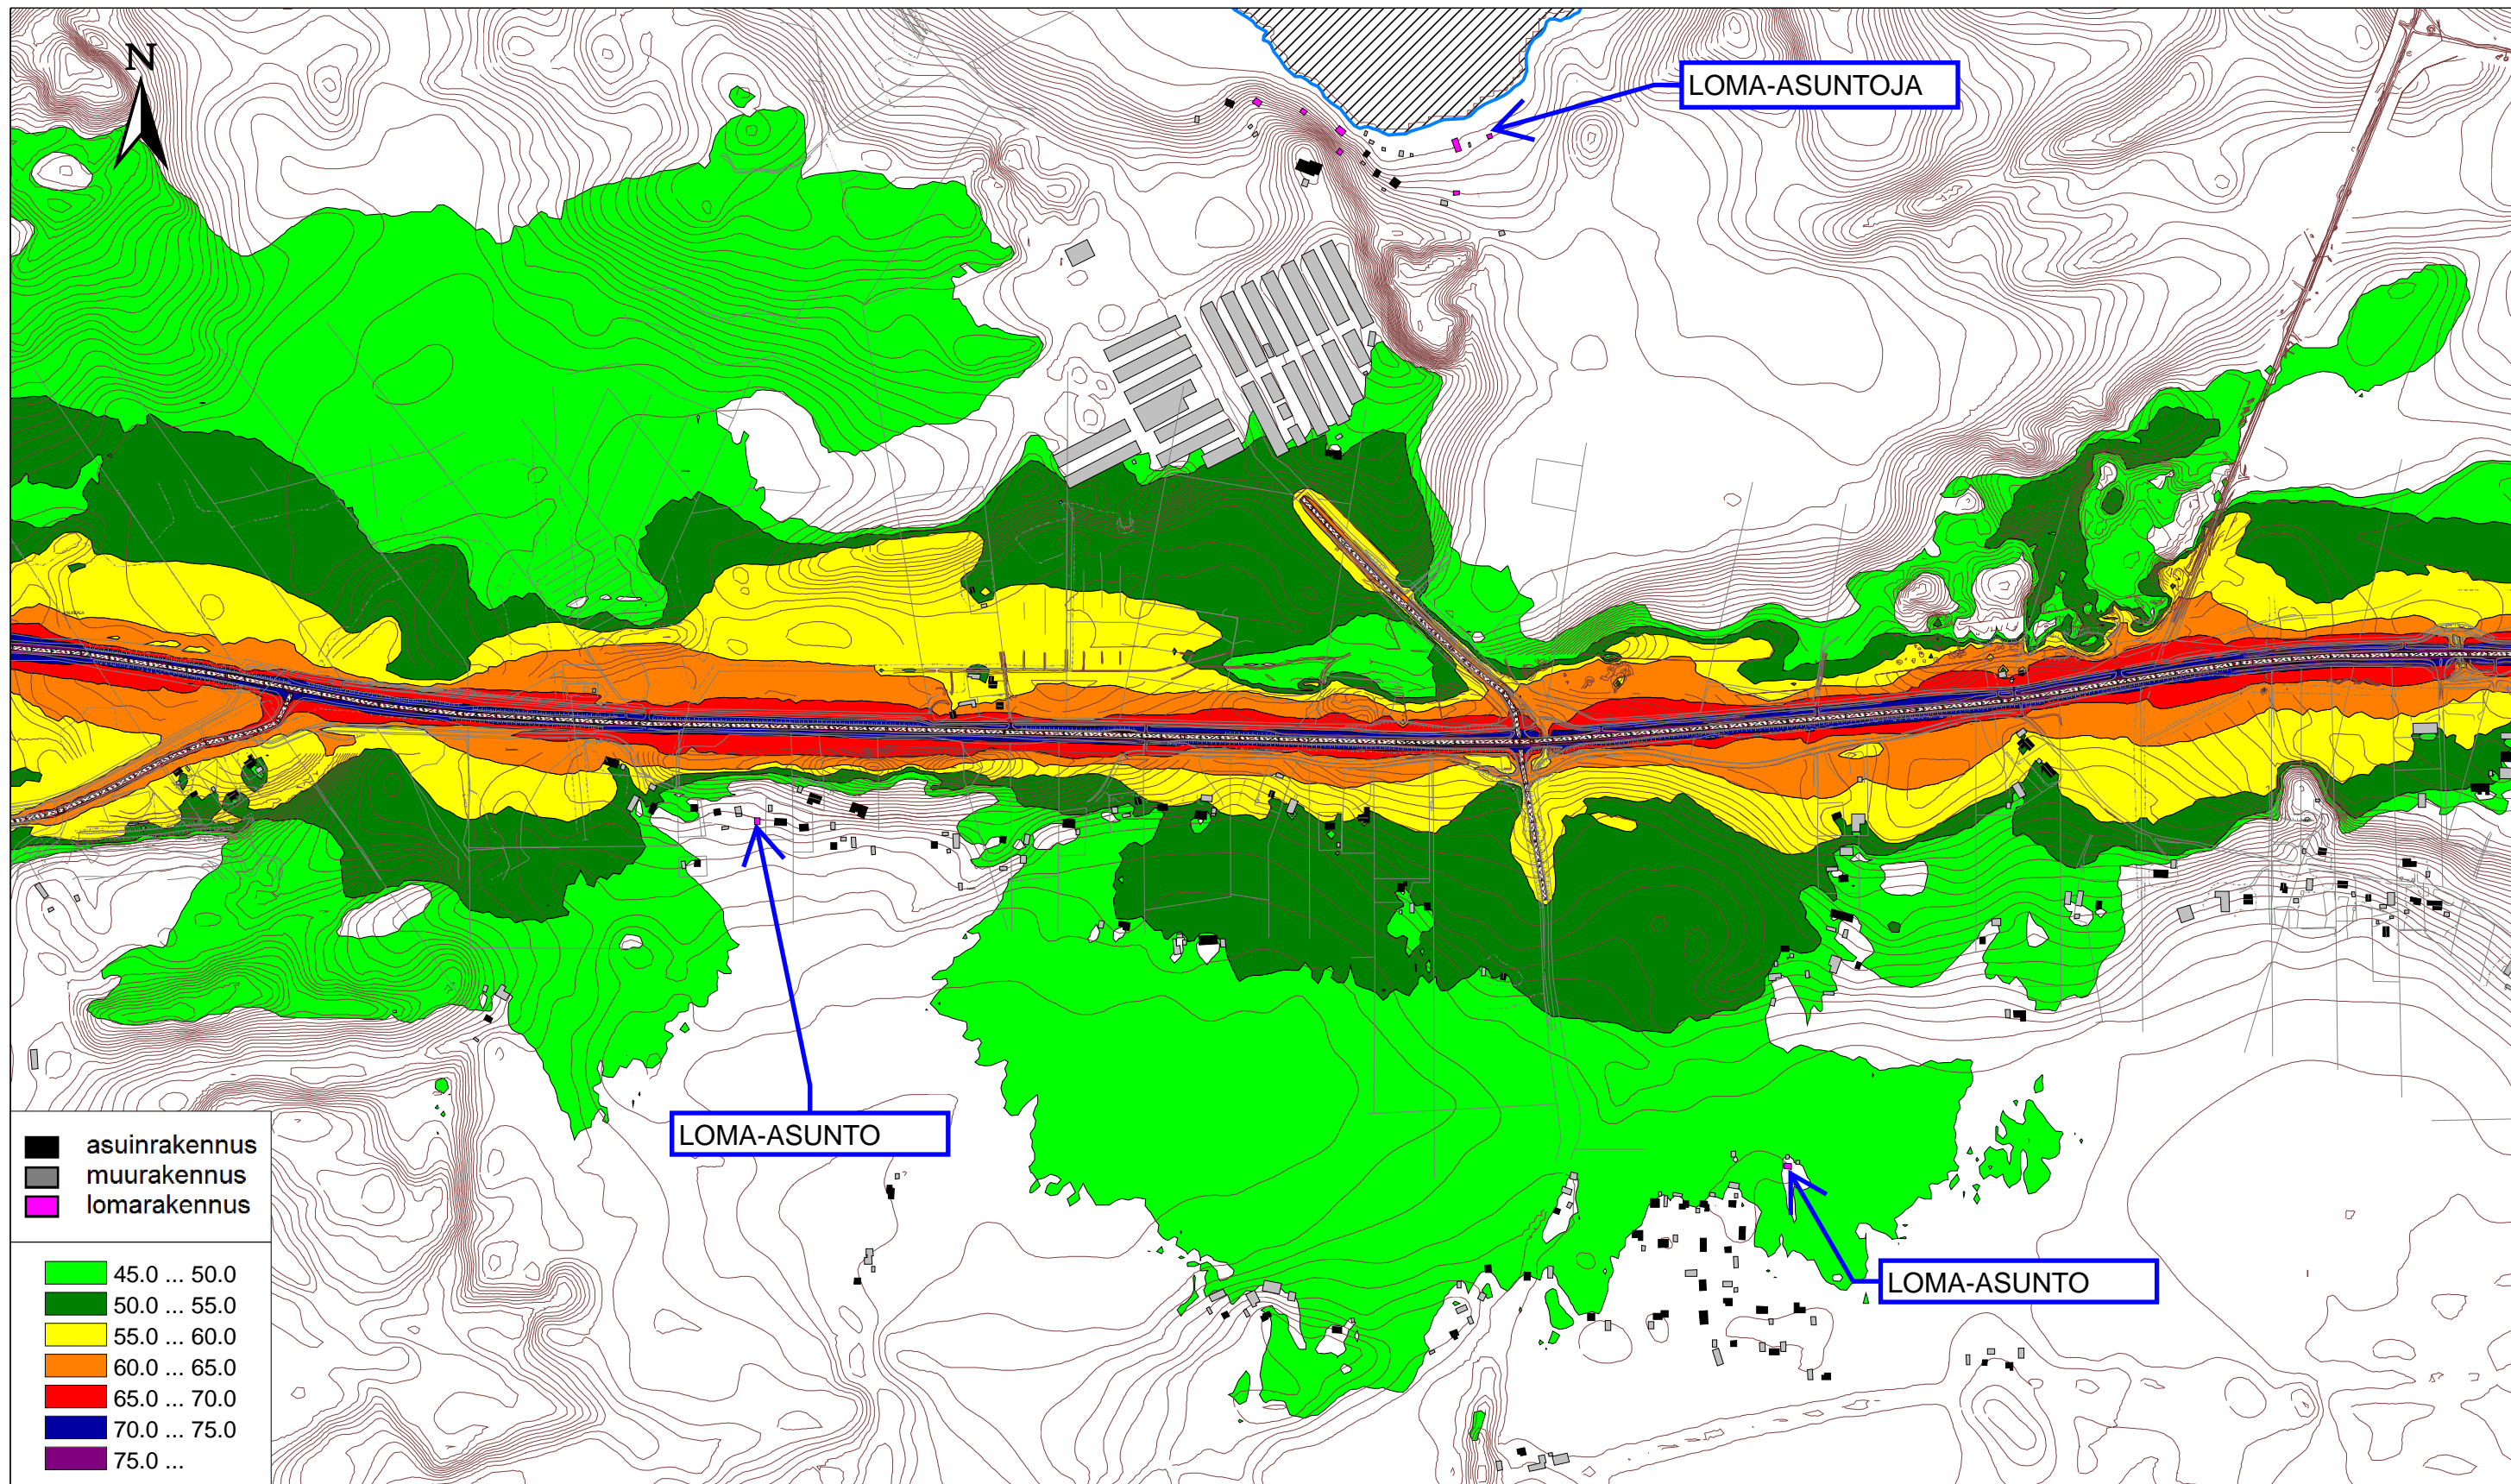 N
LOMA-ASUNTOJA
LOMA-ASUNTO
LOMA-ASUNTO
asuinrakennus
muurakennus
lomarakennus
45.0 ... 50.0
50.0 ... 55.0
55.0 ... 60.0
60.0 ... 65.0
65.0 ... 70.0
70.0 ... 75.0
75.0 ...